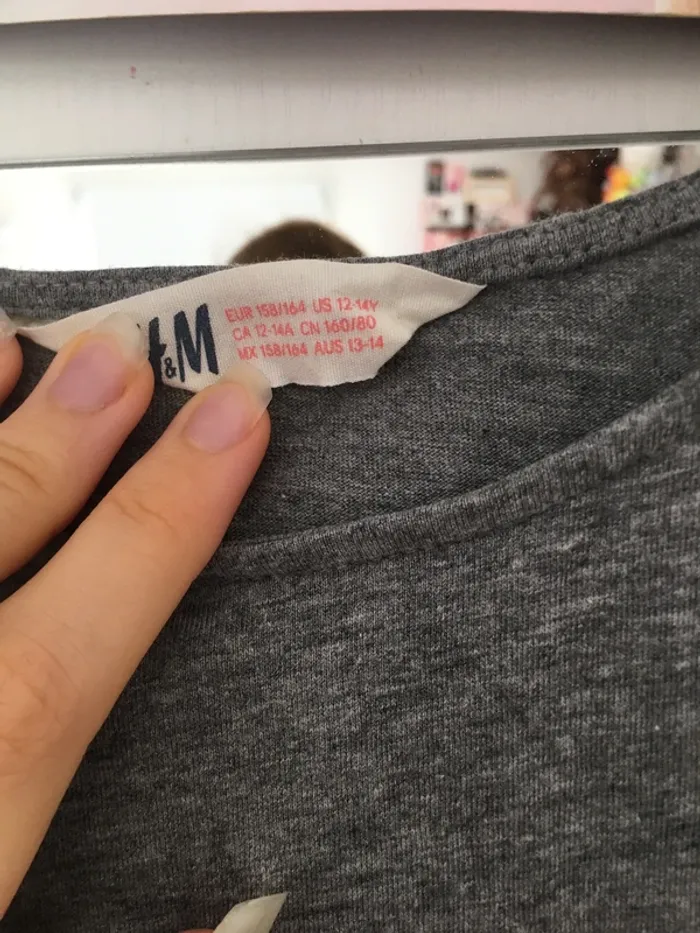 H&M
EUR 158/164 US 12-14Y
CA 12-14A CN 160/80
MX 158/164 AUS 13-14